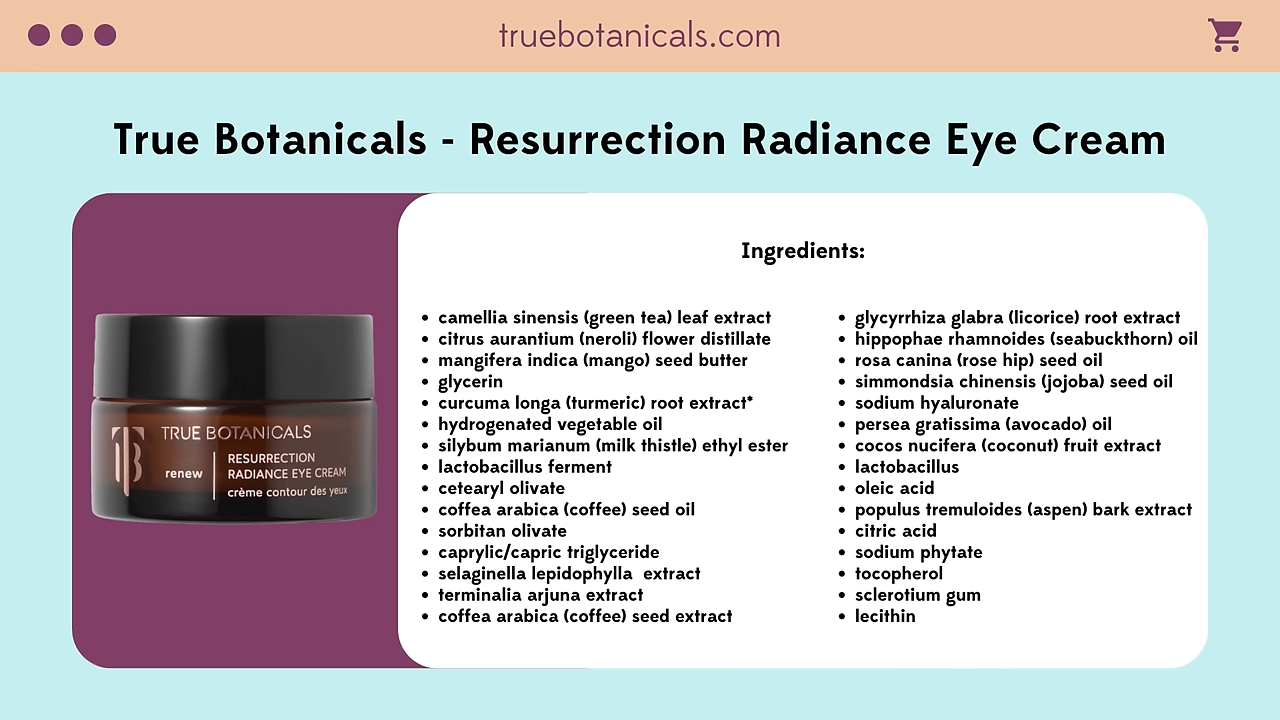 truebotanicals.com
True Botanicals - Resurrection Radiance Eye Cream
TRUE BOTANICALS
TB
renew
RESURRECTION
RADIANCE EYE CREAM
crème contour des yeux
Ingredients:
• camellia sinensis (green tea) leaf extract
• citrus aurantium (neroli) flower distillate
• mangifera indica (mango) seed butter
• glycerin
• curcuma longa (turmeric) root extract*
• hydrogenated vegetable oil
• silybum marianum (milk thistle) ethyl ester
• lactobacillus ferment
• cetearyl olivate
• coffea arabica (coffee) seed oil
• sorbitan olivate
• caprylic/capric triglyceride
• selaginella lepidophylla  extract
• terminalia arjuna extract
• coffea arabica (coffee) seed extract
• glycyrrhiza glabra (licorice) root extract
• hippophae rhamnoides (seabuckthorn) oil
• rosa canina (rose hip) seed oil
• simmondsia chinensis (jojoba) seed oil
• sodium hyaluronate
• persea gratissima (avocado) oil
• cocos nucifera (coconut) fruit extract
• lactobacillus
• oleic acid
• populus tremuloides (aspen) bark extract
• citric acid
• sodium phytate
• tocopherol
• sclerotium gum
• lecithin